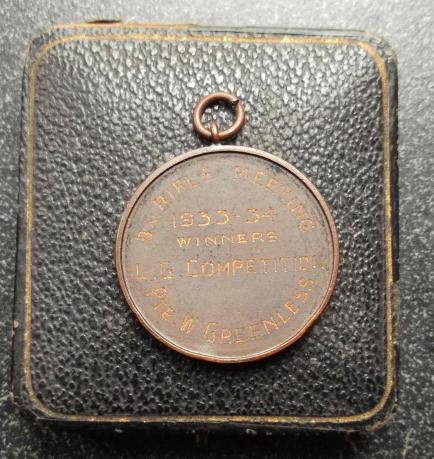 BN RIFLE MEETING
1933-34
WINNERS
L.G. COMPETITION
PTE W GREENLESS